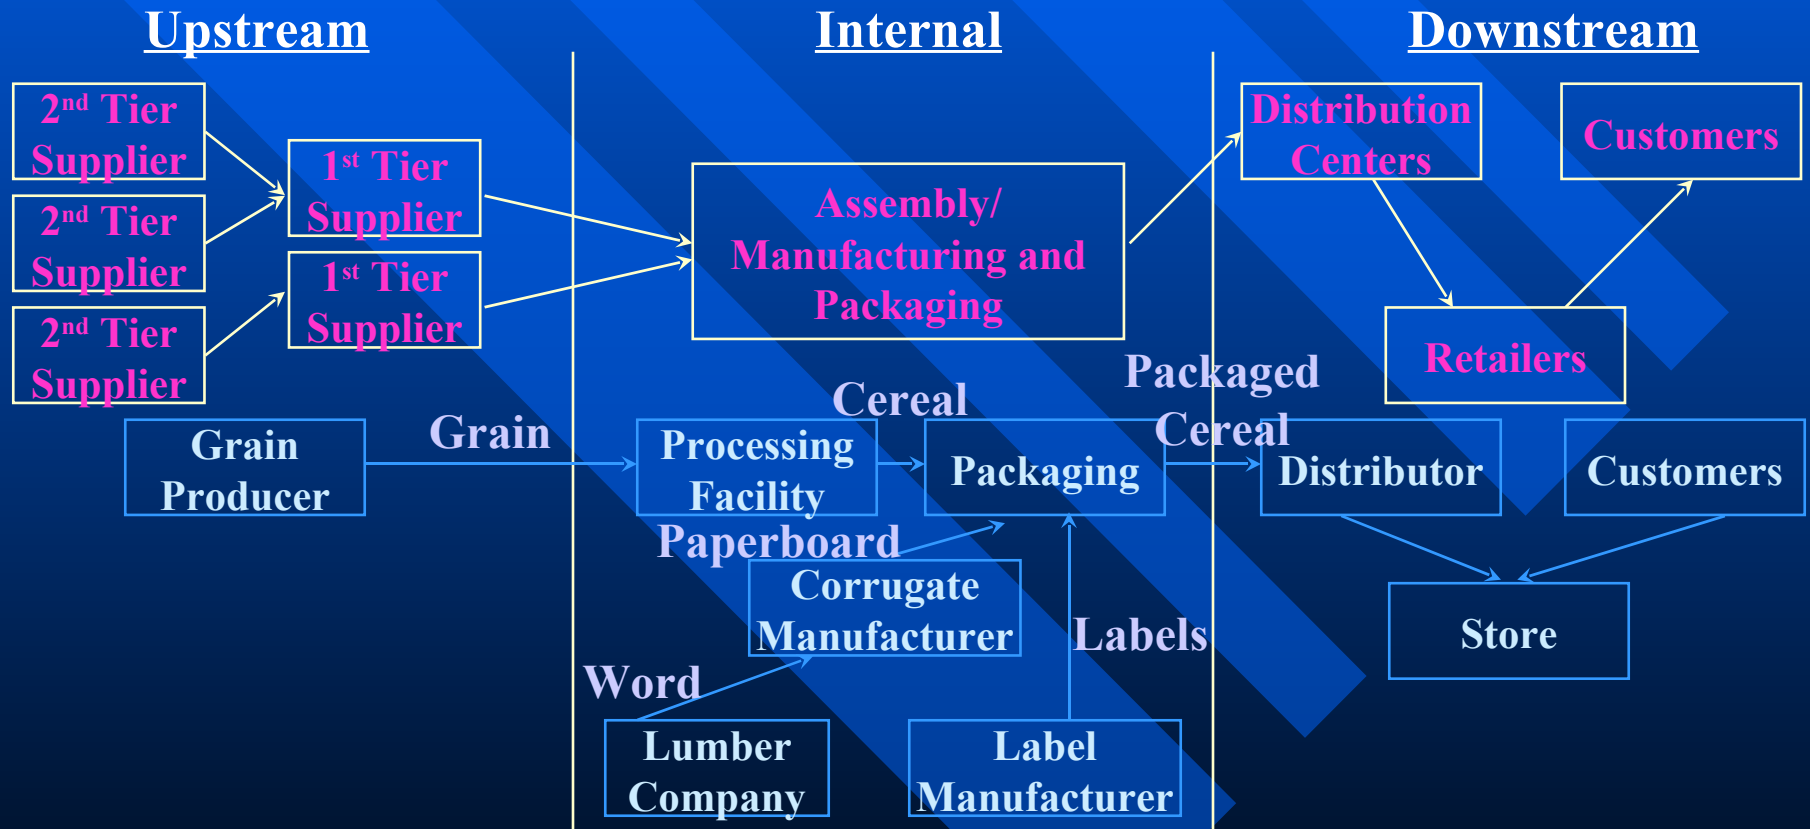 Upstream
Internal
Downstream
2nd Tier
Supplier
2nd Tier
Supplier
2nd Tier
Supplier
1st Tier
Supplier
1st Tier
Supplier
Assembly/
Manufacturing and
Packaging
Distribution
Centers
Customers
Retailers
Grain
Producer
Grain
Processing
Facility
Cereal
Packaging
Packaged
Cereal
Distributor
Customers
Paperboard
Corrugate
Manufacturer
Labels
Store
Word
Lumber
Company
Label
Manufacturer